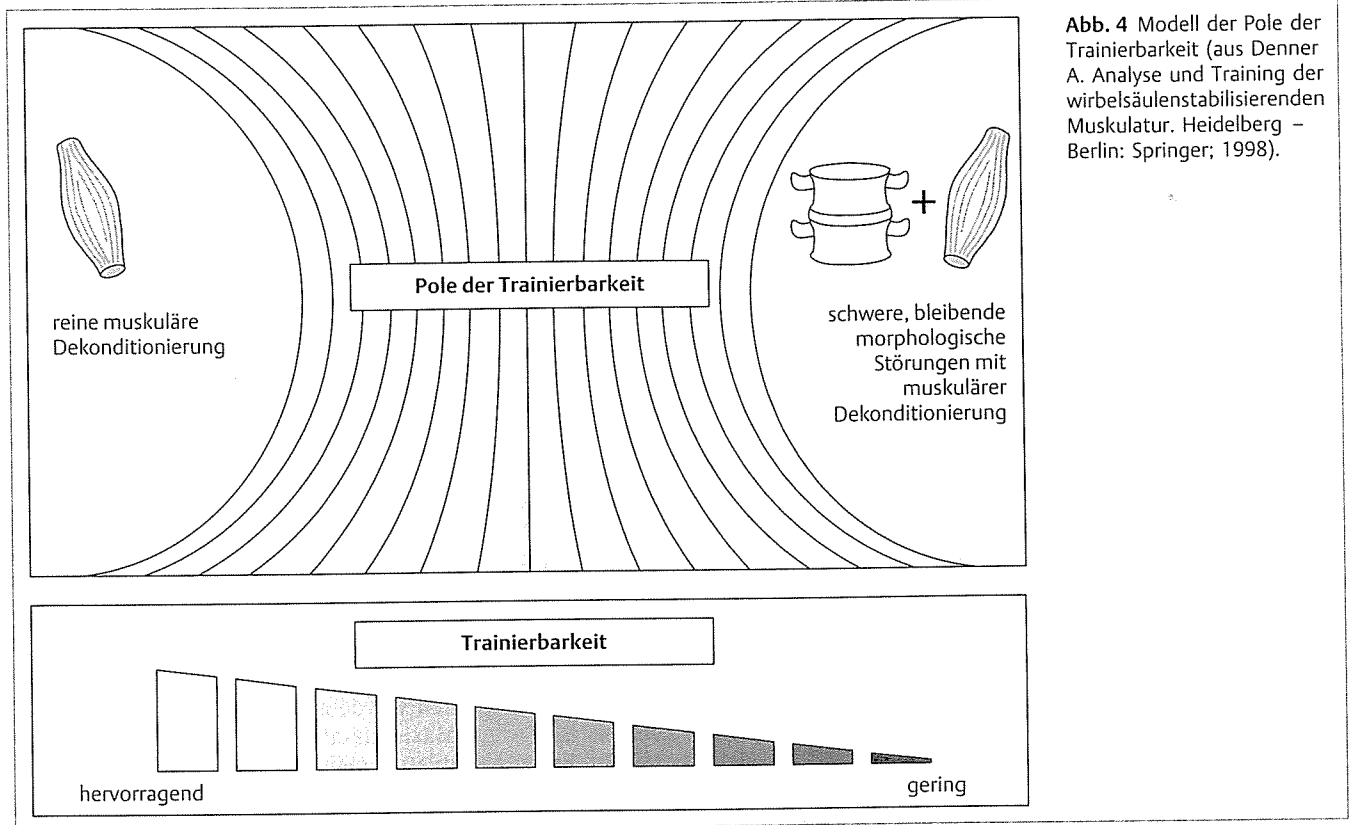 Abb. 4 Modell der Pole der
Trainierbarkeit (aus Denner
A. Analyse und Training der
wirbelsäulenstabilisierenden
Muskulatur. Heidelberg –
Berlin: Springer; 1998).
+
Pole der Trainierbarkeit
reine muskuläre
Dekonditionierung
schwere, bleibende
morphologische
Störungen mit
muskulärer
Dekonditionierung
Trainierbarkeit
hervorragend
gering